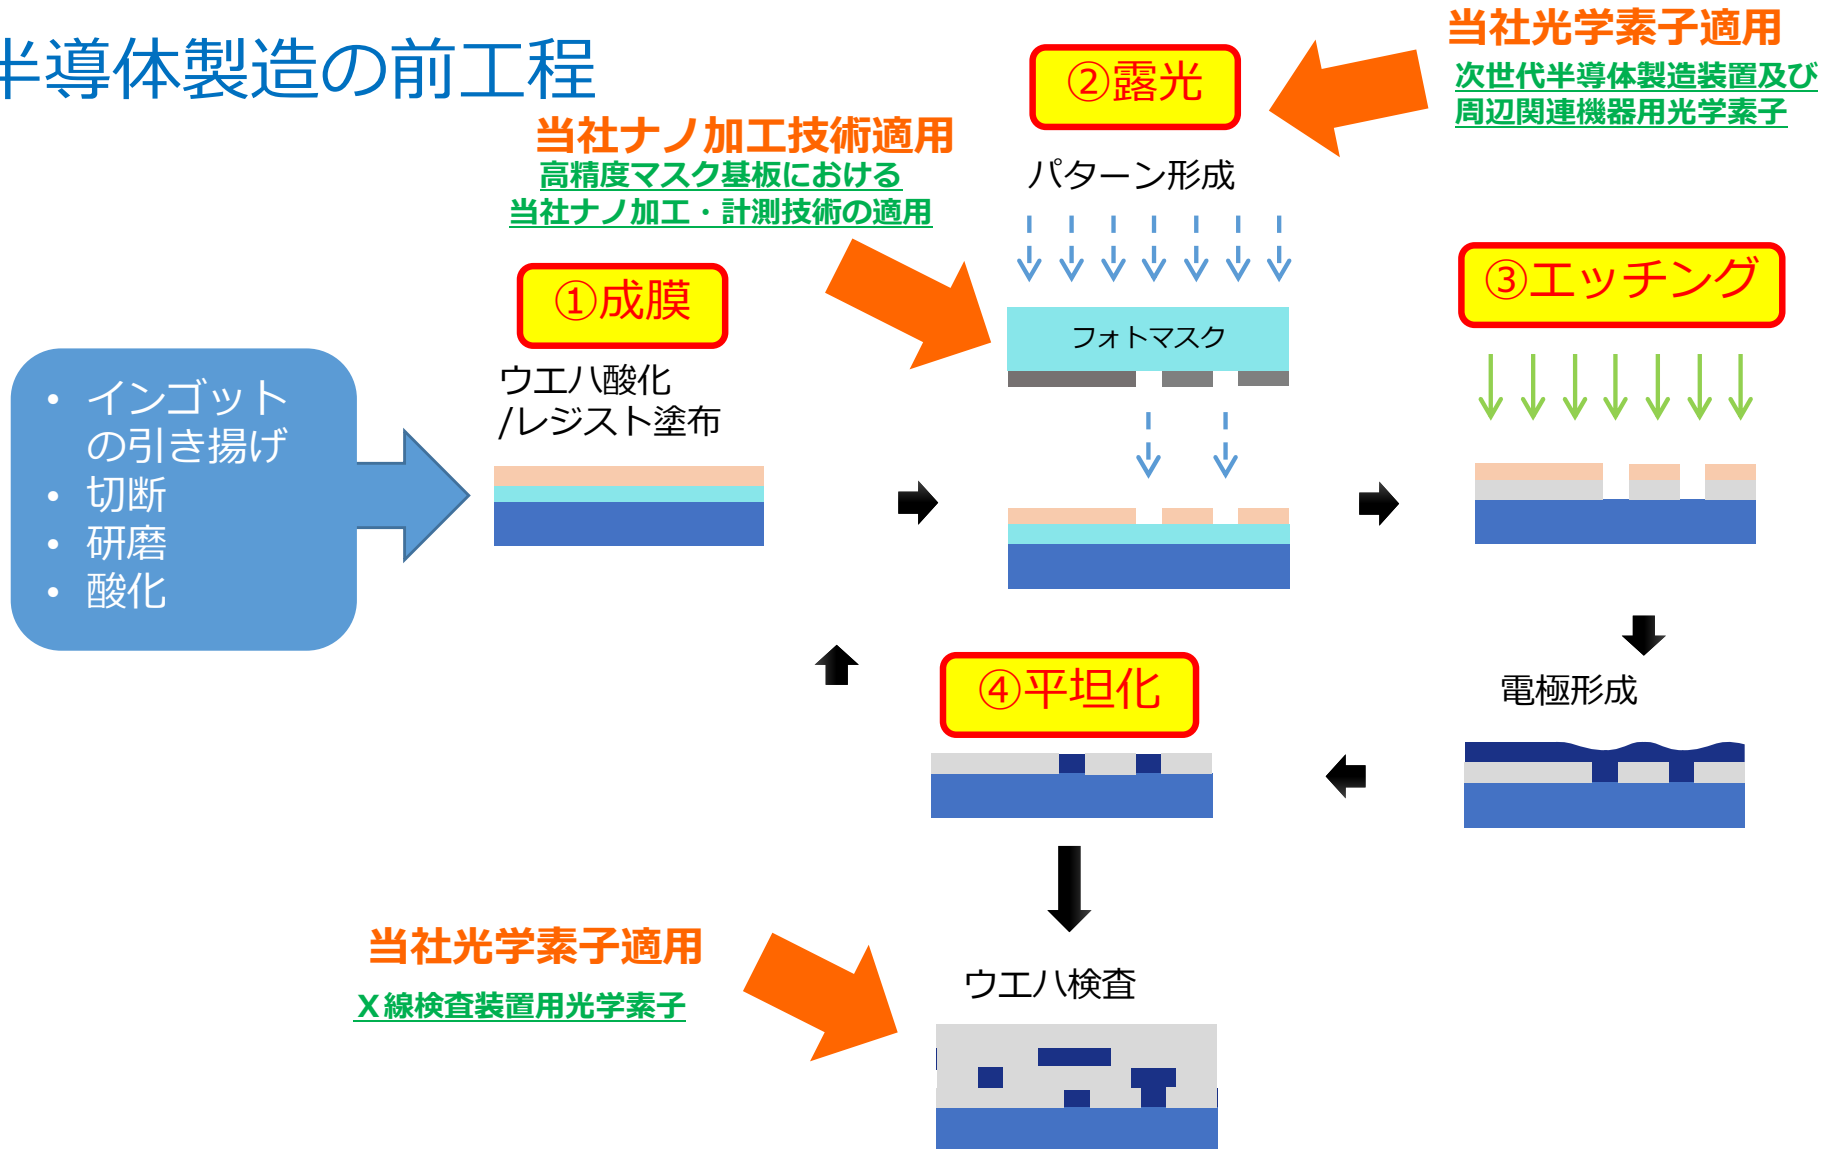 半導体製造の前工程
当社光学素子適用
次世代半導体製造装置及び
周辺関連機器用光学素子
②露光
パターン形成
当社ナノ加工技術適用
高精度マスク基板における
当社ナノ加工・計測技術の適用
①成膜
ウエハ酸化
/レジスト塗布
フォトマスク
③エッチング
• インゴット
の引き揚げ
• 切断
• 研磨
• 酸化
④平坦化
電極形成
当社光学素子適用
X線検査装置用光学素子
ウエハ検査